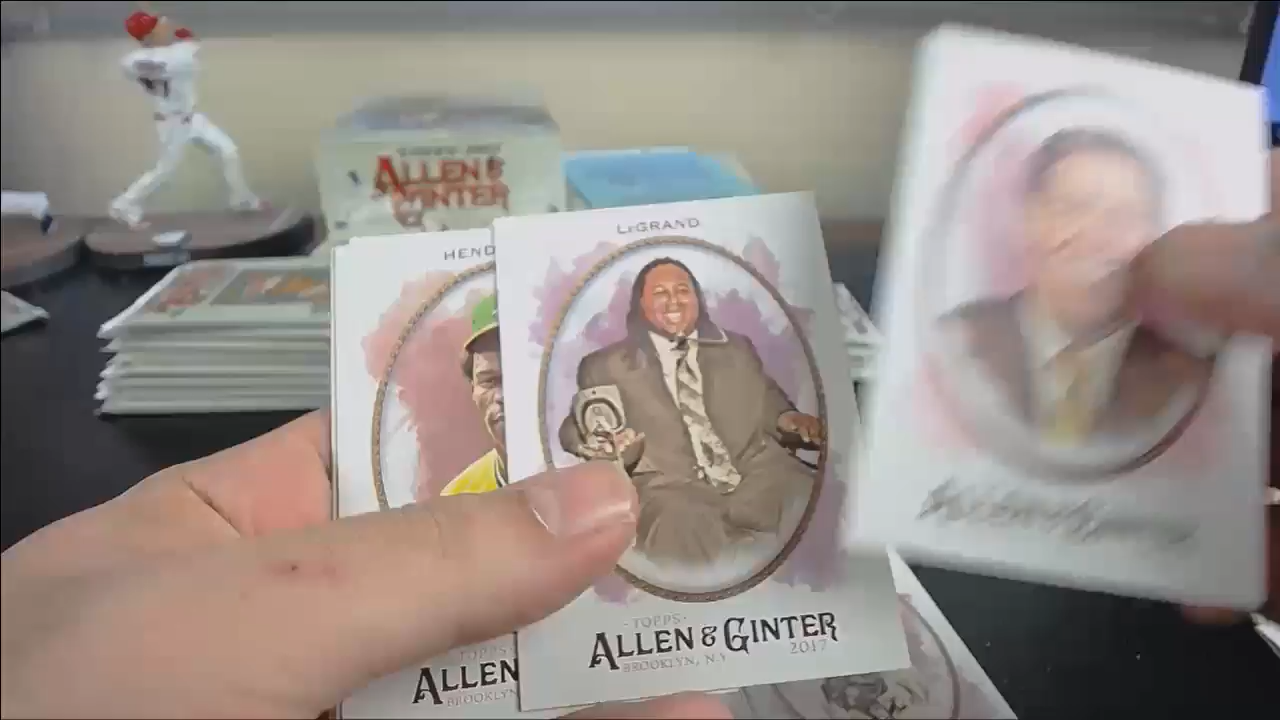 ALLEN &
GINTER
HEND
LEGRAND
TOPPS
ALLEN
BROOKLYN
· TOPPS ·
ALLEN & GINTER
BROOKLYN, N.Y
2017